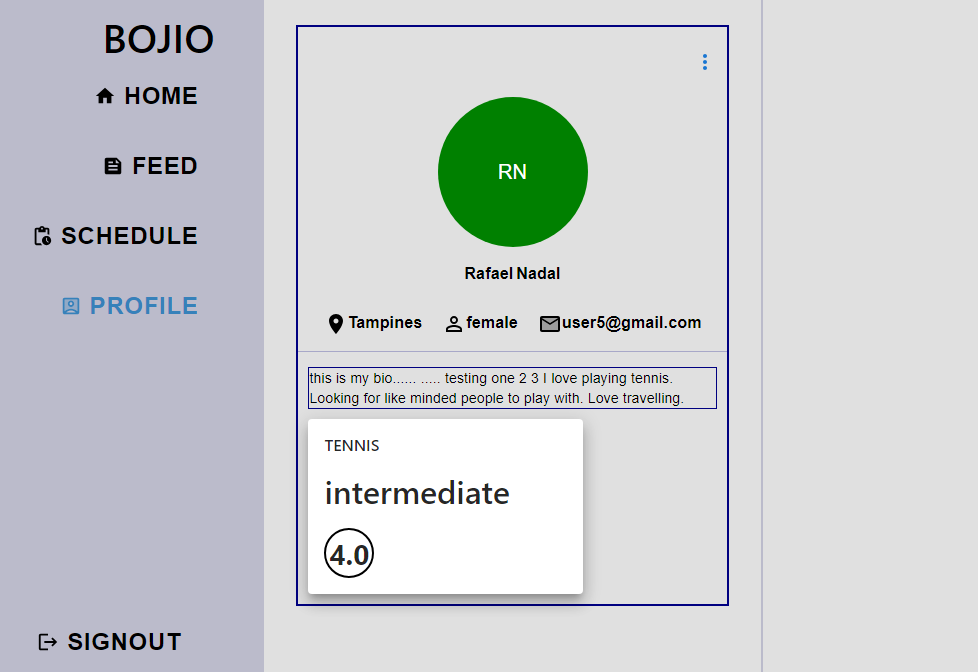 BOJIO
HOME
FEED
SCHEDULE
PROFILE
SIGNOUT
RN
Rafael Nadal
Tampines female user5@gmail.com
this is my bio...... ..... testing one 2 3 I love playing tennis.
Looking for like minded people to play with. Love travelling.
TENNIS
intermediate
4.0